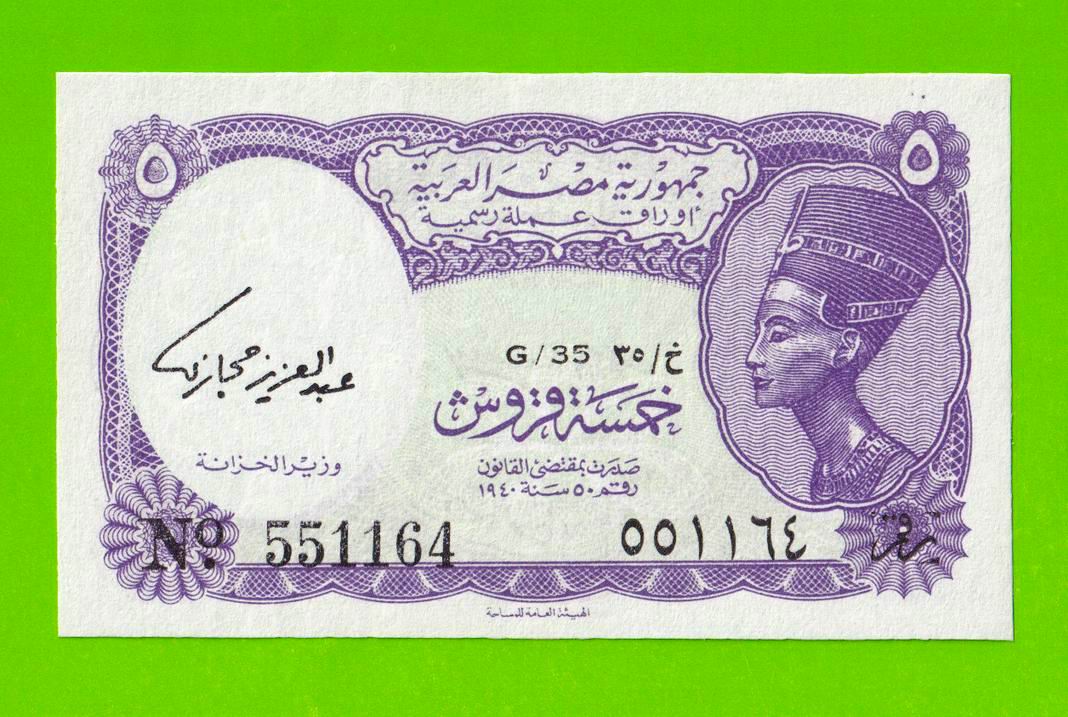 ٥ ٥
جمهورية مصر العربية
أوراق عملة رسمية
G/35 خ/٣٥
عبد العزيز حجازى
خمسة قروش
وزير الخزانة
صدرت بمقتضى القانون
رقم ٥٠ سنة ١٩٤٠
Nº 551164 ٥٥١١٦٤ رقم
الهيئة العامة للمساحة